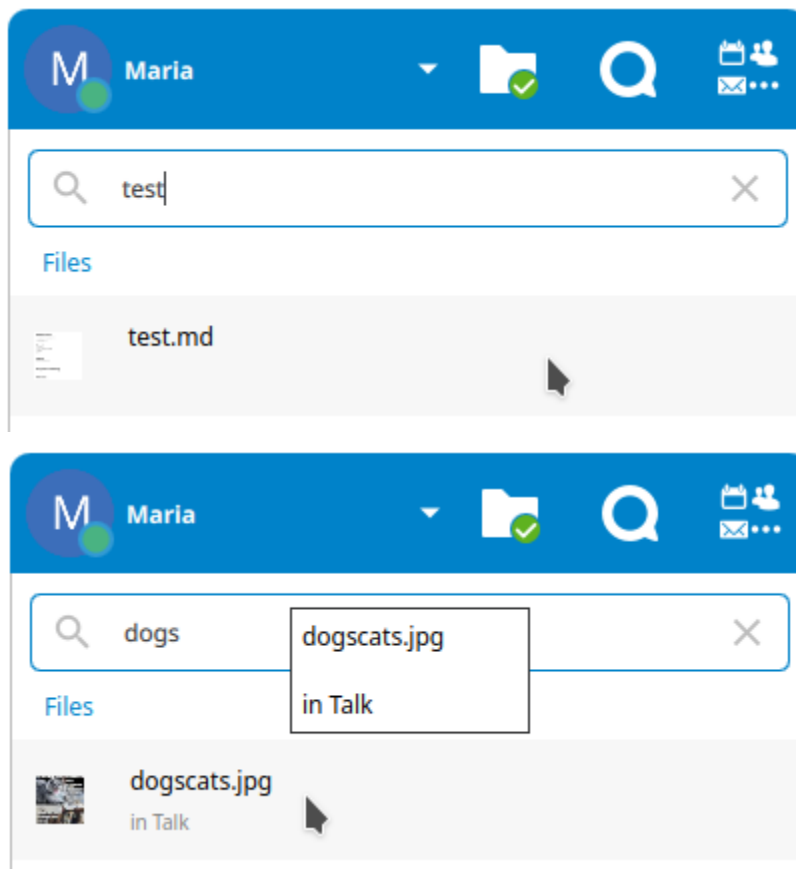 M Maria
test
Files
test.md
M Maria
dogs
dogscats.jpg
in Talk
Files
dogscats.jpg
in Talk